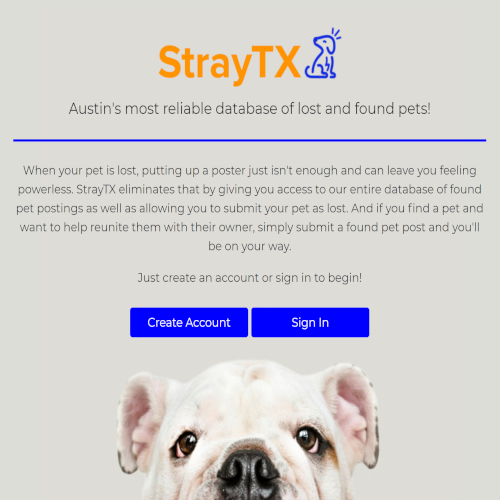 StrayTX
Austin's most reliable database of lost and found pets!
When your pet is lost, putting up a poster just isn't enough and can leave you feeling
powerless. StrayTX eliminates that by giving you access to our entire database of found
pet postings as well as allowing you to submit your pet as lost. And if you find a pet and
want to help reunite them with their owner, simply submit a found pet post and you'll
be on your way.
Just create an account or sign in to begin!
Create Account Sign In